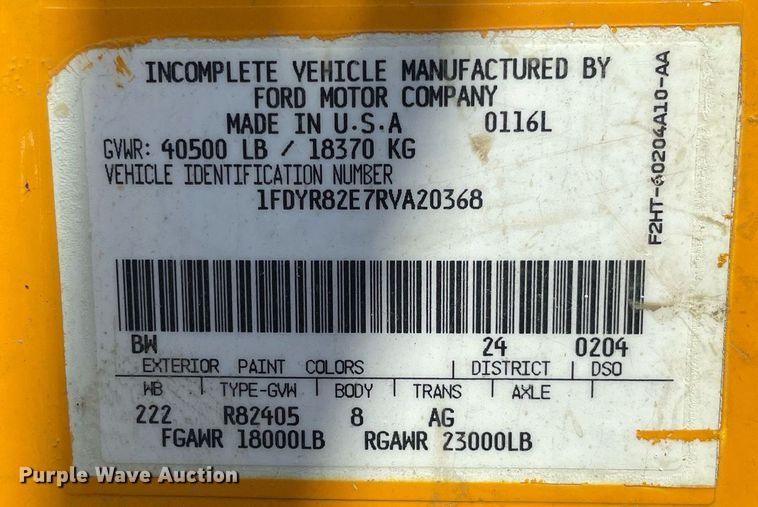 INCOMPLETE VEHICLE MANUFACTURED BY
FORD MOTOR COMPANY
MADE IN U.S.A 0116L
GVWR: 40500 LB / 18370 KG
VEHICLE IDENTIFICATION NUMBER
1FDYR82E7RVA20368
F2HT-60204A10-AA
BW 24 0204
EXTERIOR PAINT COLORS | DISTRICT | DSO
WB | TYPE-GVW | BODY | TRANS | AXLE |
222 R82405 8 AG
FGAWR 18000LB RGAWR 23000LB
Purple Wave Auction